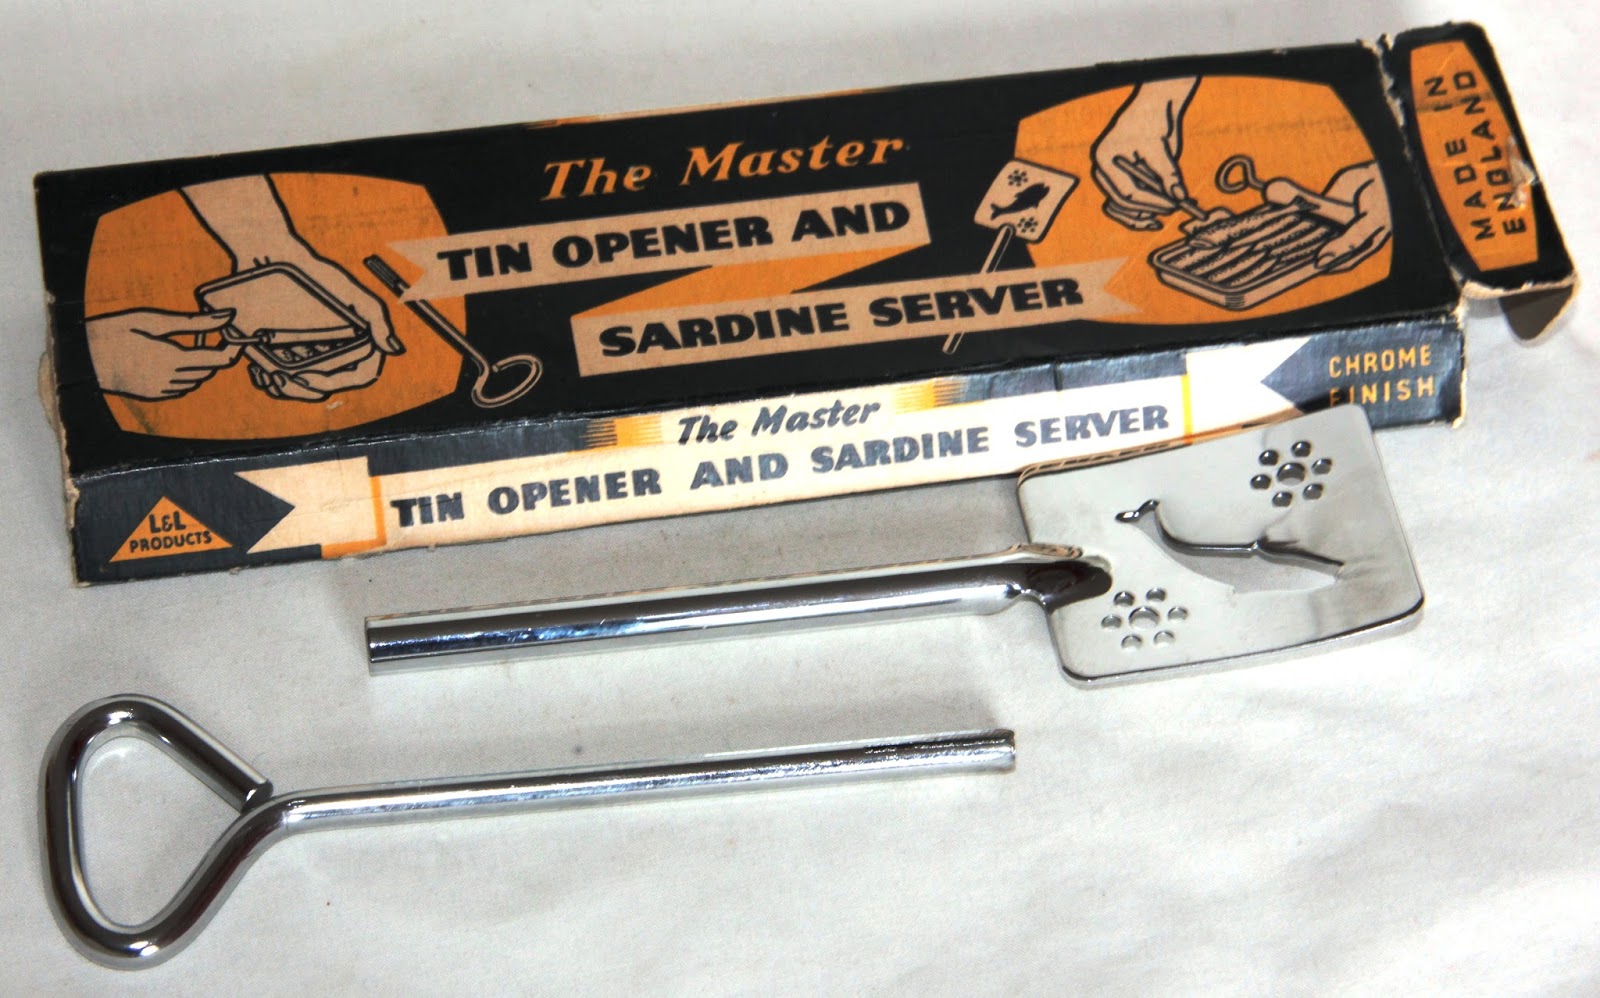 The Master
TIN OPENER AND
SARDINE SERVER
MADE IN
ENGLAND
The Master
TIN OPENER AND SARDINE SERVER
CHROME
FINISH
L&L
PRODUCTS